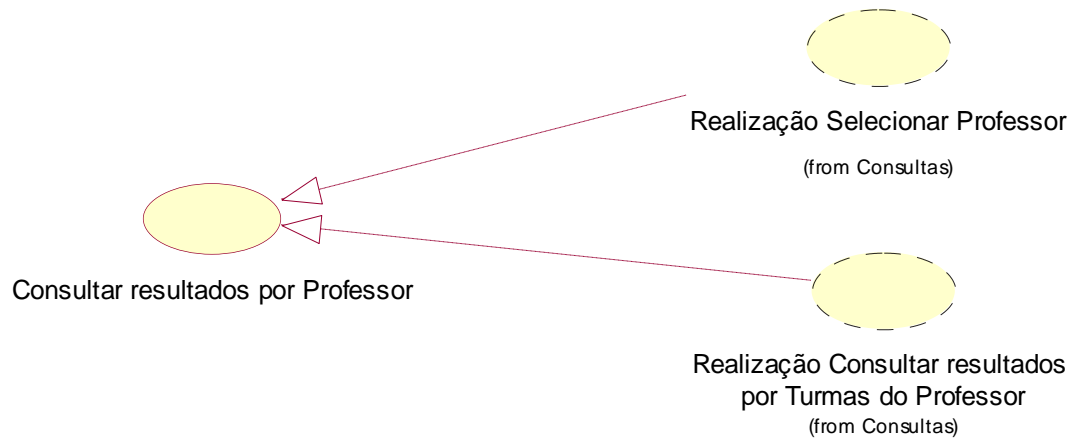 Realização Selecionar Professor
(from Consultas)
Consultar resultados por Professor
Realização Consultar resultados
por Turmas do Professor
(from Consultas)